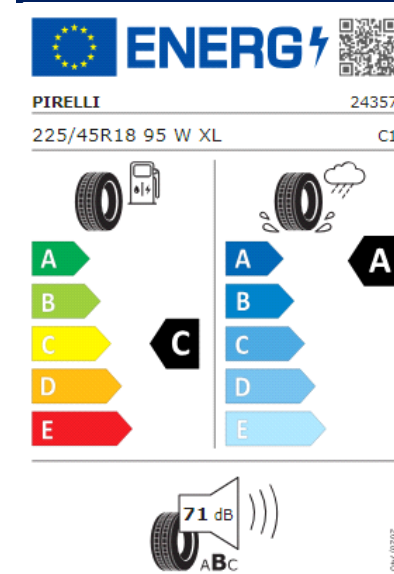 ENERG
PIRELLI 24357
225/45R18 95 W XL C1
A A A
B B
C C C
D D
E E
71 dB
ABC